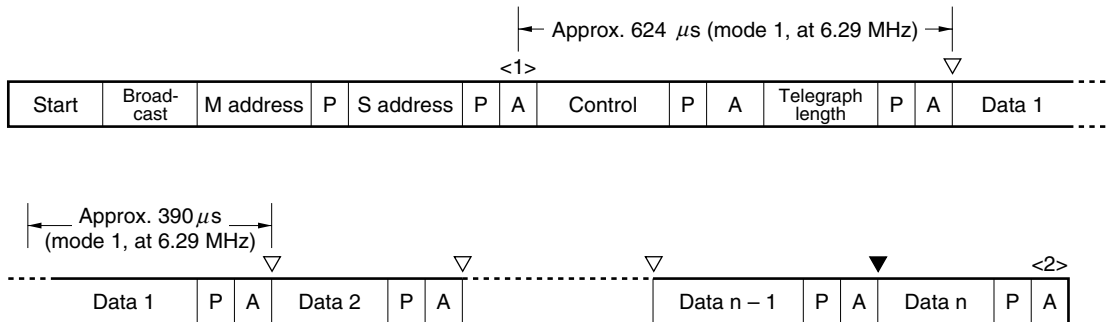 Approx. 624 μs (mode 1, at 6.29 MHz)
<1>
Start Broad-cast M address P S address P A Control P A Telegraph length P A Data 1
Approx. 390 μs
(mode 1, at 6.29 MHz)
<2>
Data 1 P A Data 2 P A Data n – 1 P A Data n P A